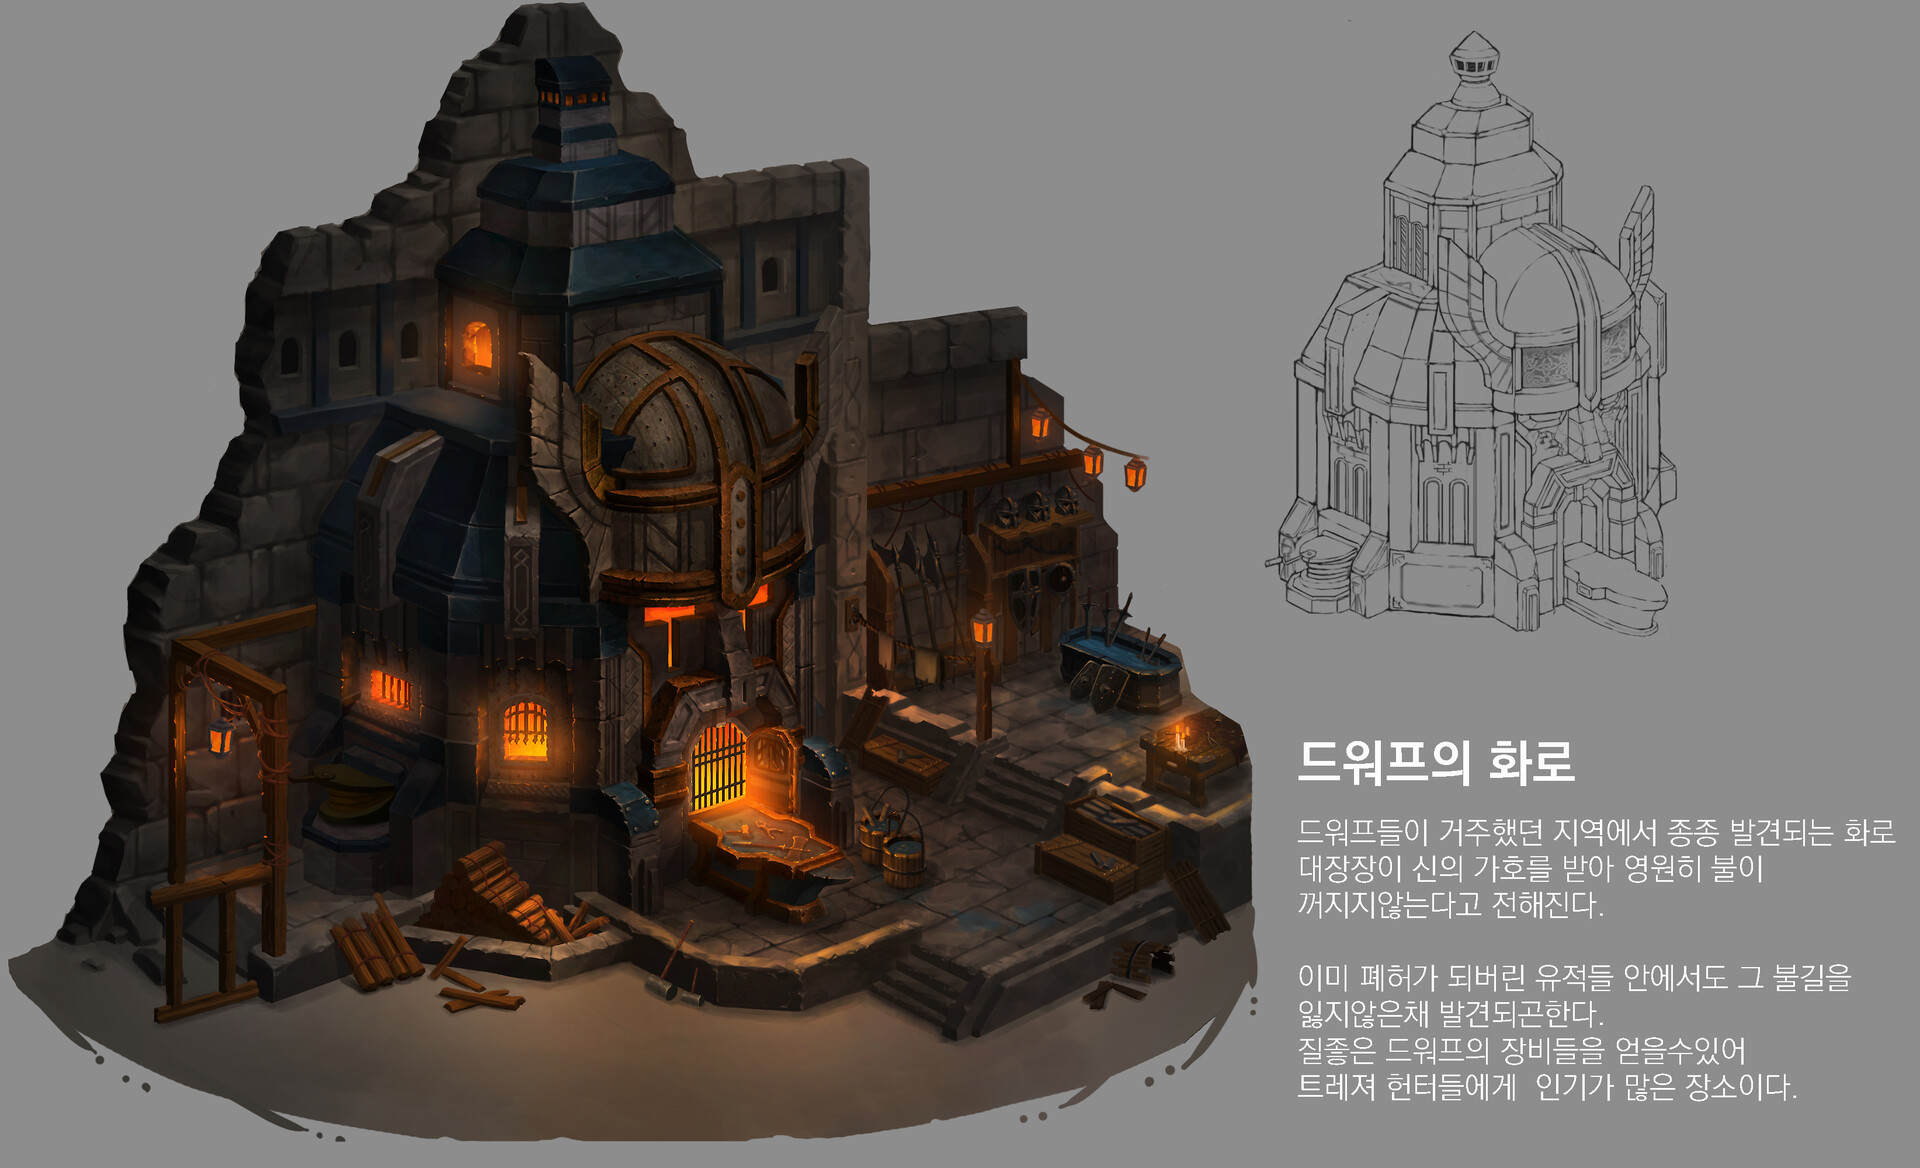 드워프의 화로
드워프들이 거주했던 지역에서 종종 발견되는 화로
대장장이 신의 가호를 받아 영원히 불이
꺼지지않는다고 전해진다.
이미 폐허가 되버린 유적들 안에서도 그 불길을
잃지않은채 발견되곤한다.
질좋은 드워프의 장비들을 얻을수있어
트레져 헌터들에게 인기가 많은 장소이다.